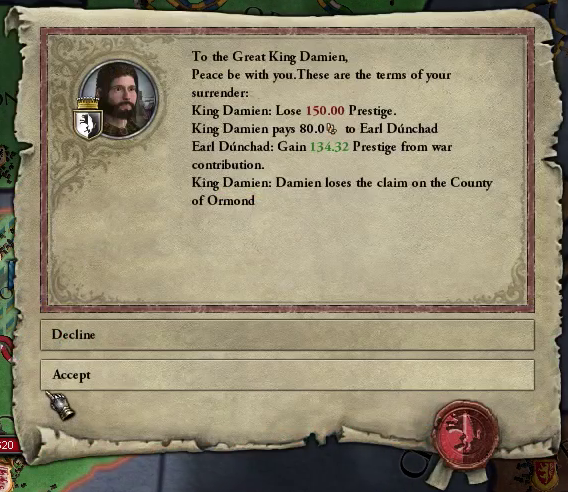 To the Great King Damien,
Peace be with you.These are the terms of your
surrender:
King Damien: Lose 150.00 Prestige.
King Damien pays 80.0 to Earl Dúnchad
Earl Dúnchad: Gain 134.32 Prestige from war
contribution.
King Damien: Damien loses the claim on the County
of Ormond
Decline
Accept